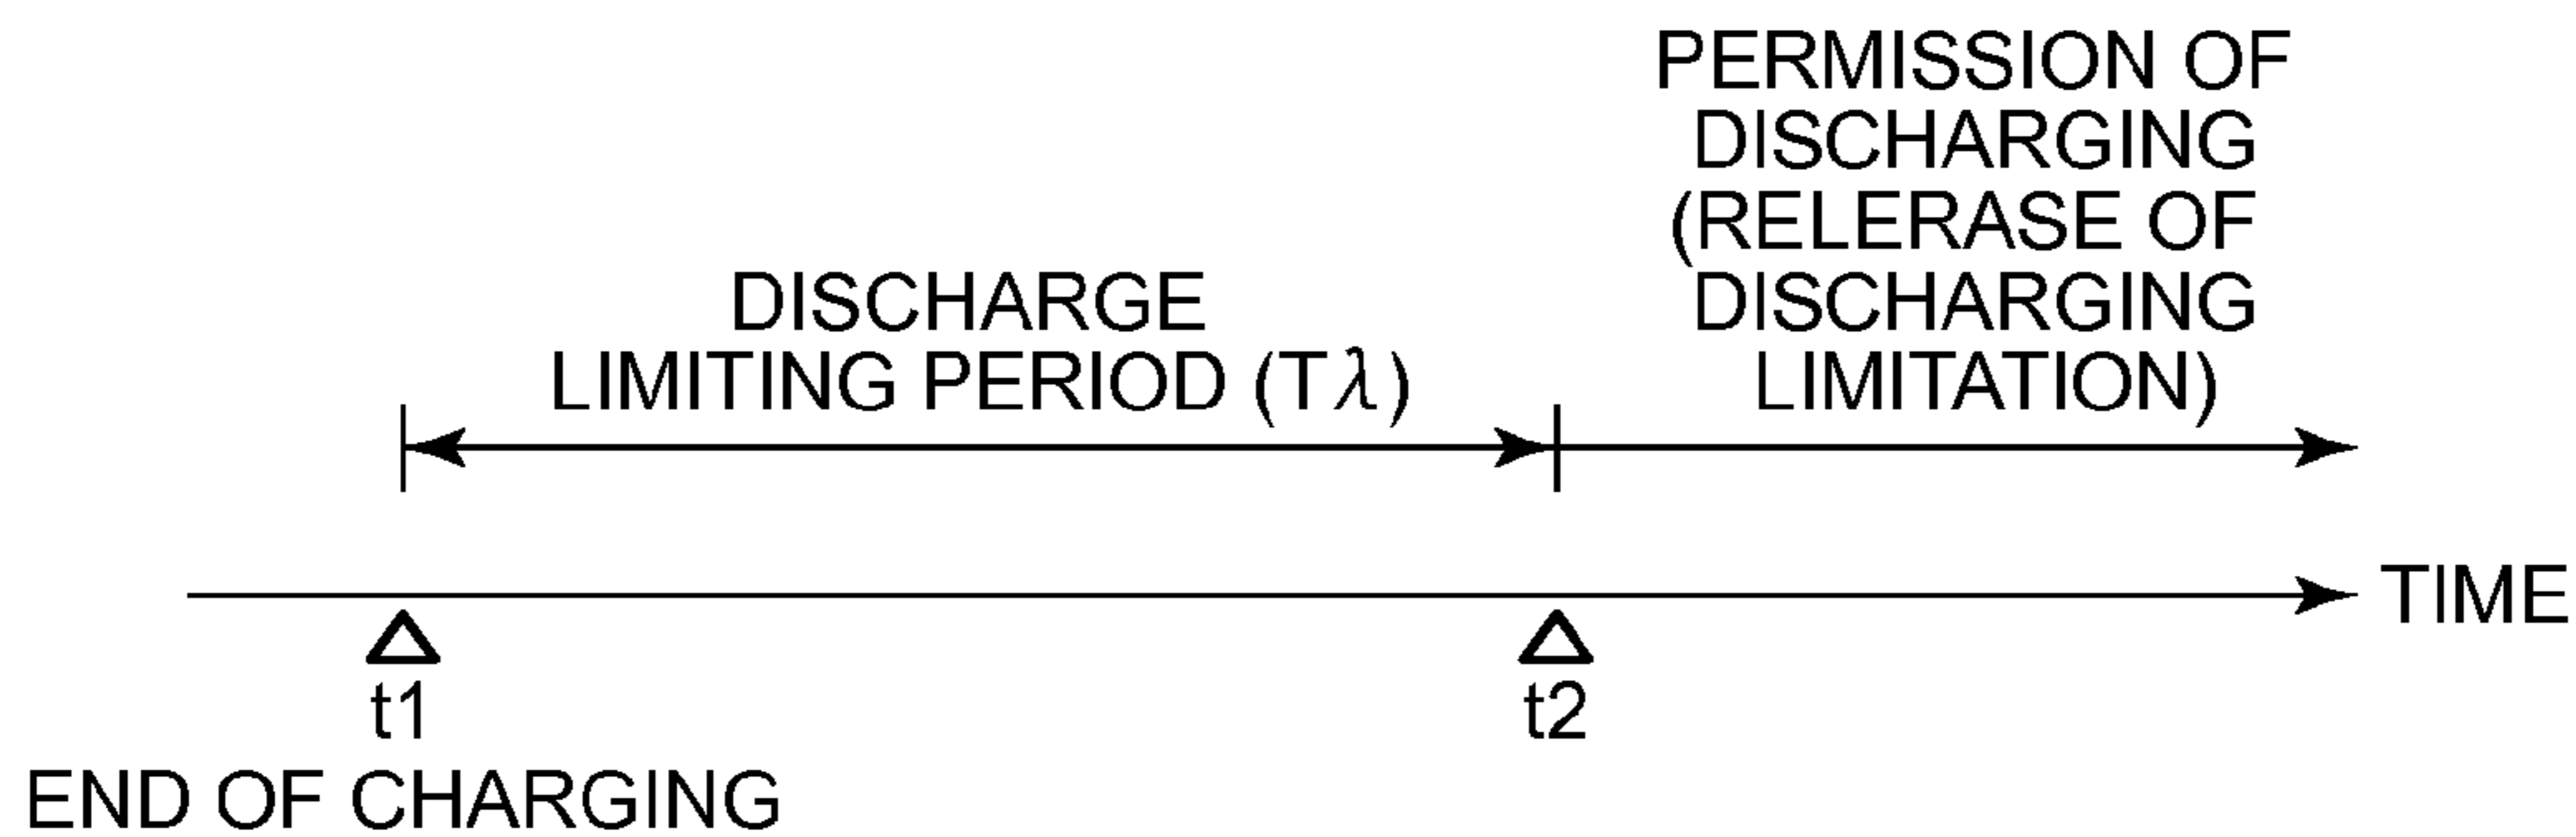 PERMISSION OF
DISCHARGING
(RELERASE OF
DISCHARGING
LIMITATION)
DISCHARGE
LIMITING PERIOD (Tλ)
TIME
t1
t2
END OF CHARGING